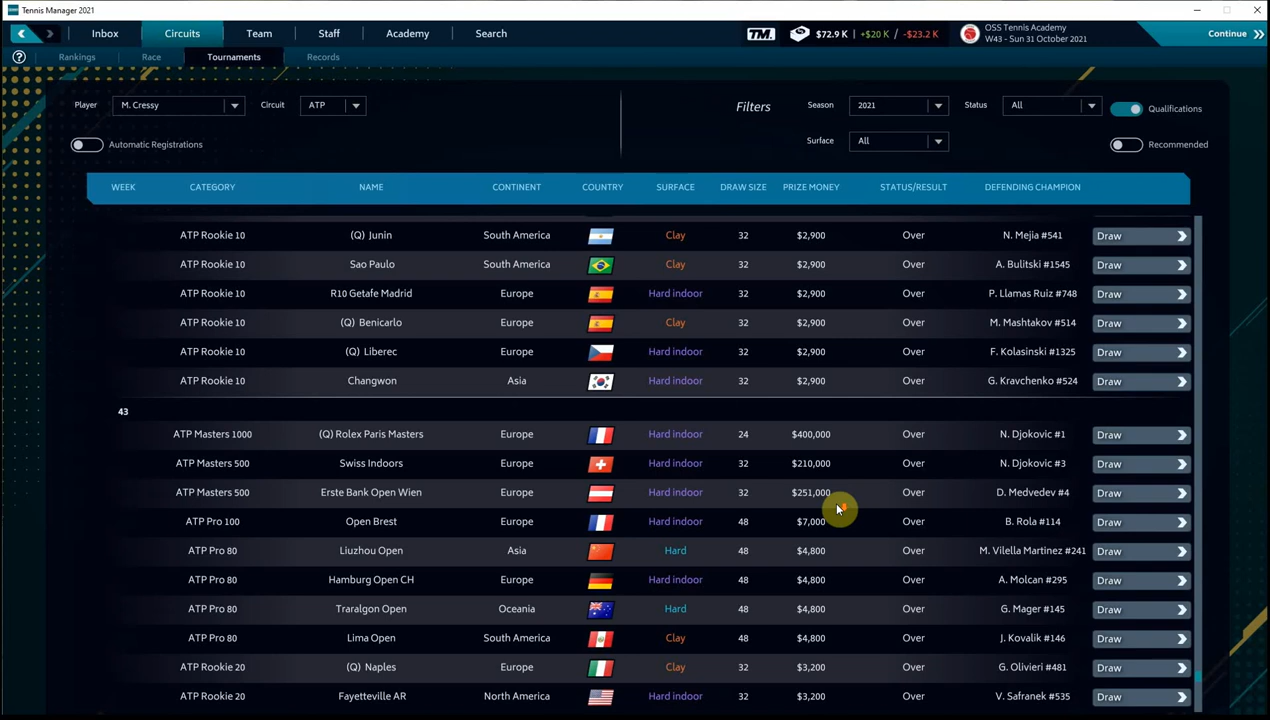 Tennis Manager 2021
Inbox Circuits Team Staff Academy Search TM. $72.9 K | +$20 K / -$23.2 K OSS Tennis Academy Continue
W43 - Sun 31 October 2021
? Rankings Race Tournaments Records
Player M. Cressy Circuit ATP Filters Season 2021 Status All Qualifications
Automatic Registrations Surface All Recommended
WEEK CATEGORY NAME CONTINENT COUNTRY SURFACE DRAW SIZE PRIZE MONEY STATUS/RESULT DEFENDING CHAMPION
ATP Rookie 10 (Q) Junin South America Clay 32 $2,900 Over N. Mejia #541 Draw
ATP Rookie 10 Sao Paulo South America Clay 32 $2,900 Over A. Bulitski #1545 Draw
ATP Rookie 10 R10 Getafe Madrid Europe Hard indoor 32 $2,900 Over P. Llamas Ruiz #748 Draw
ATP Rookie 10 (Q) Benicarlo Europe Clay 32 $2,900 Over M. Mashtakov #514 Draw
ATP Rookie 10 (Q) Liberec Europe Hard indoor 32 $2,900 Over F. Kolasinski #1325 Draw
ATP Rookie 10 Changwon Asia Hard indoor 32 $2,900 Over G. Kravchenko #524 Draw
43
ATP Masters 1000 (Q) Rolex Paris Masters Europe Hard indoor 24 $400,000 Over N. Djokovic #1 Draw
ATP Masters 500 Swiss Indoors Europe Hard indoor 32 $210,000 Over N. Djokovic #3 Draw
ATP Masters 500 Erste Bank Open Wien Europe Hard indoor 32 $251,000 Over D. Medvedev #4 Draw
ATP Pro 100 Open Brest Europe Hard indoor 48 $7,000 Over B. Rola #114 Draw
ATP Pro 80 Liuzhou Open Asia Hard 48 $4,800 Over M. Vilella Martinez #241 Draw
ATP Pro 80 Hamburg Open CH Europe Hard indoor 48 $4,800 Over A. Molcan #295 Draw
ATP Pro 80 Traralgon Open Oceania Hard 48 $4,800 Over G. Mager #145 Draw
ATP Pro 80 Lima Open South America Clay 48 $4,800 Over J. Kovalik #146 Draw
ATP Rookie 20 (Q) Naples Europe Clay 32 $3,200 Over G. Olivieri #481 Draw
ATP Rookie 20 Fayetteville AR North America Hard indoor 32 $3,200 Over V. Safranek #535 Draw